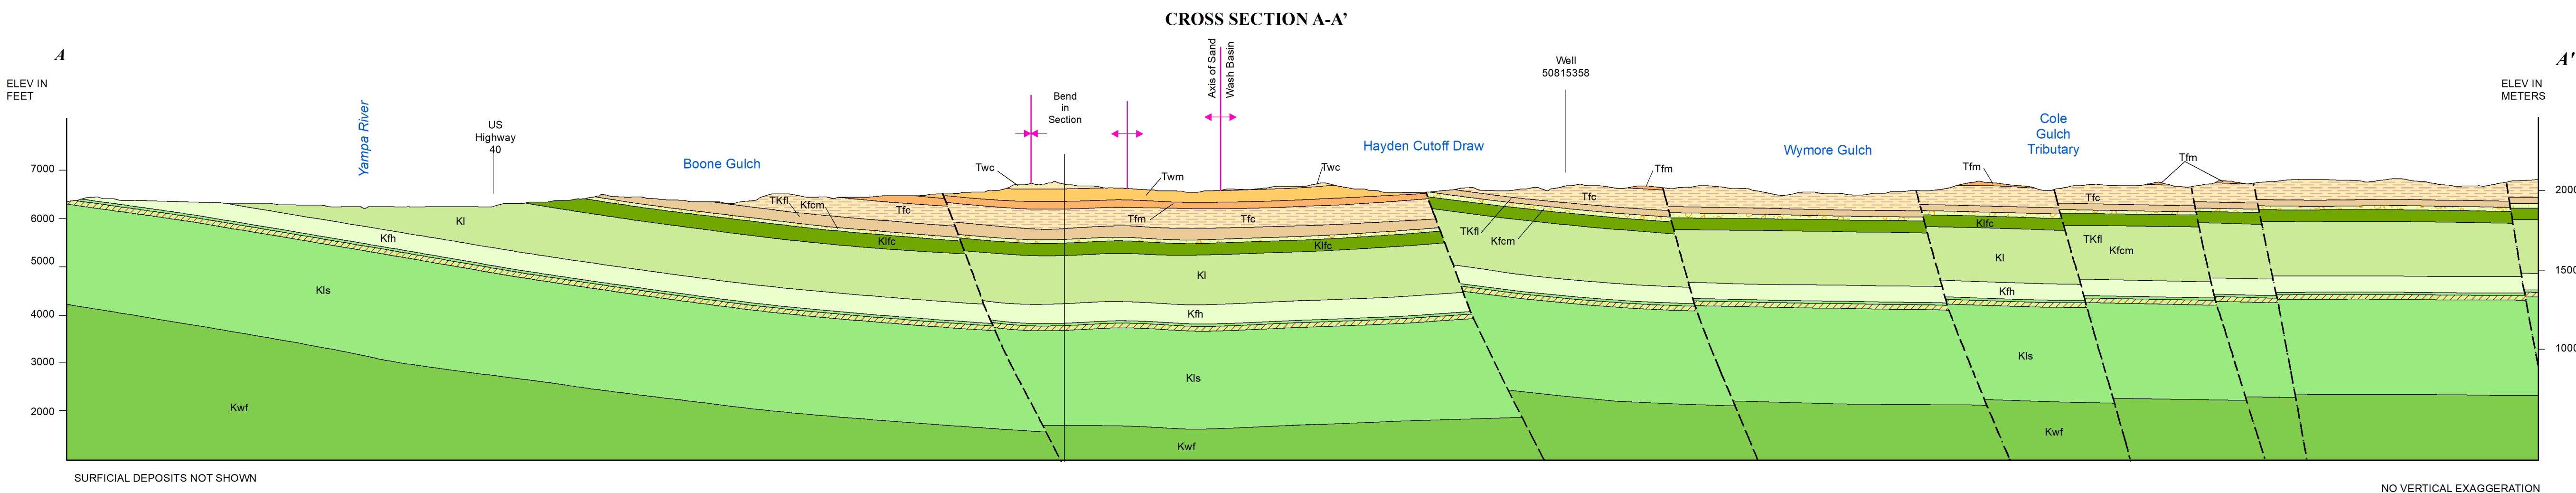 CROSS SECTION A-A’
A
A'
ELEV IN
FEET
ELEV IN
METERS
Yampa River
US
Highway
40
Boone Gulch
Bend
in
Section
Axis of Sand
Wash Basin
Hayden Cutoff Draw
Well
50815358
Wymore Gulch
Cole
Gulch
Tributary
7000
6000
5000
4000
3000
2000
2000
1500
1000
Twc
Twm
Twc
Tfm
Tfm
Tfm
Tfm
TKfl
Kfcm
Tfc
Tfc
Tfc
Tfc
Kl
Kfh
Klfc
Klfc
TKfl
Kfcm
Klfc
TKfl
Kfcm
Kl
Kl
Kfh
Kfh
Kls
Kls
Kls
Kwf
Kwf
Kwf
SURFICIAL DEPOSITS NOT SHOWN
NO VERTICAL EXAGGERATION